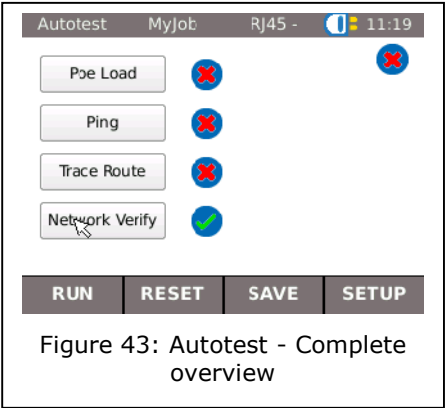 Autotest MyJob RJ45 - 11:19
Poe Load
Ping
Trace Route
Network Verify
RUN RESET SAVE SETUP
Figure 43: Autotest - Complete
overview